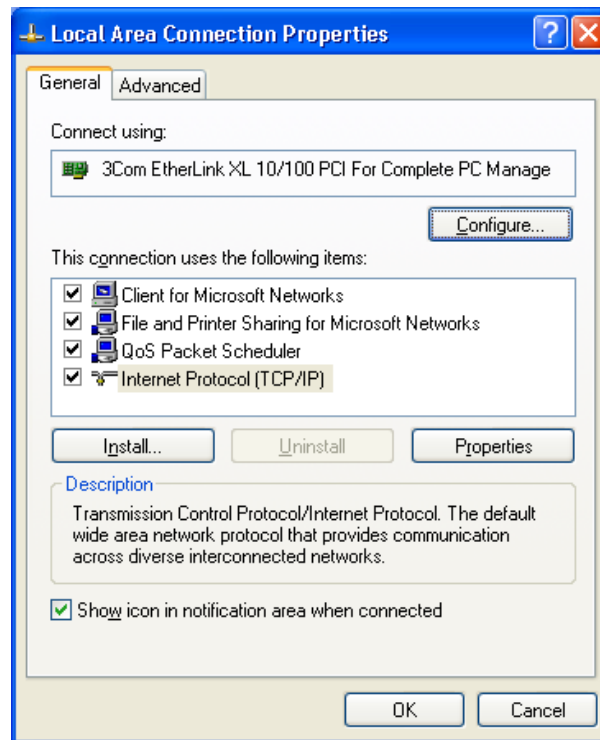 Local Area Connection Properties
General
Advanced
Connect using:
3Com EtherLink XL 10/100 PCI For Complete PC Manage
Configure...
This connection uses the following items:
Client for Microsoft Networks
File and Printer Sharing for Microsoft Networks
QoS Packet Scheduler
Internet Protocol (TCP/IP)
Install...
Uninstall
Properties
Description
Transmission Control Protocol/Internet Protocol. The default
wide area network protocol that provides communication
across diverse interconnected networks.
Show icon in notification area when connected
OK
Cancel